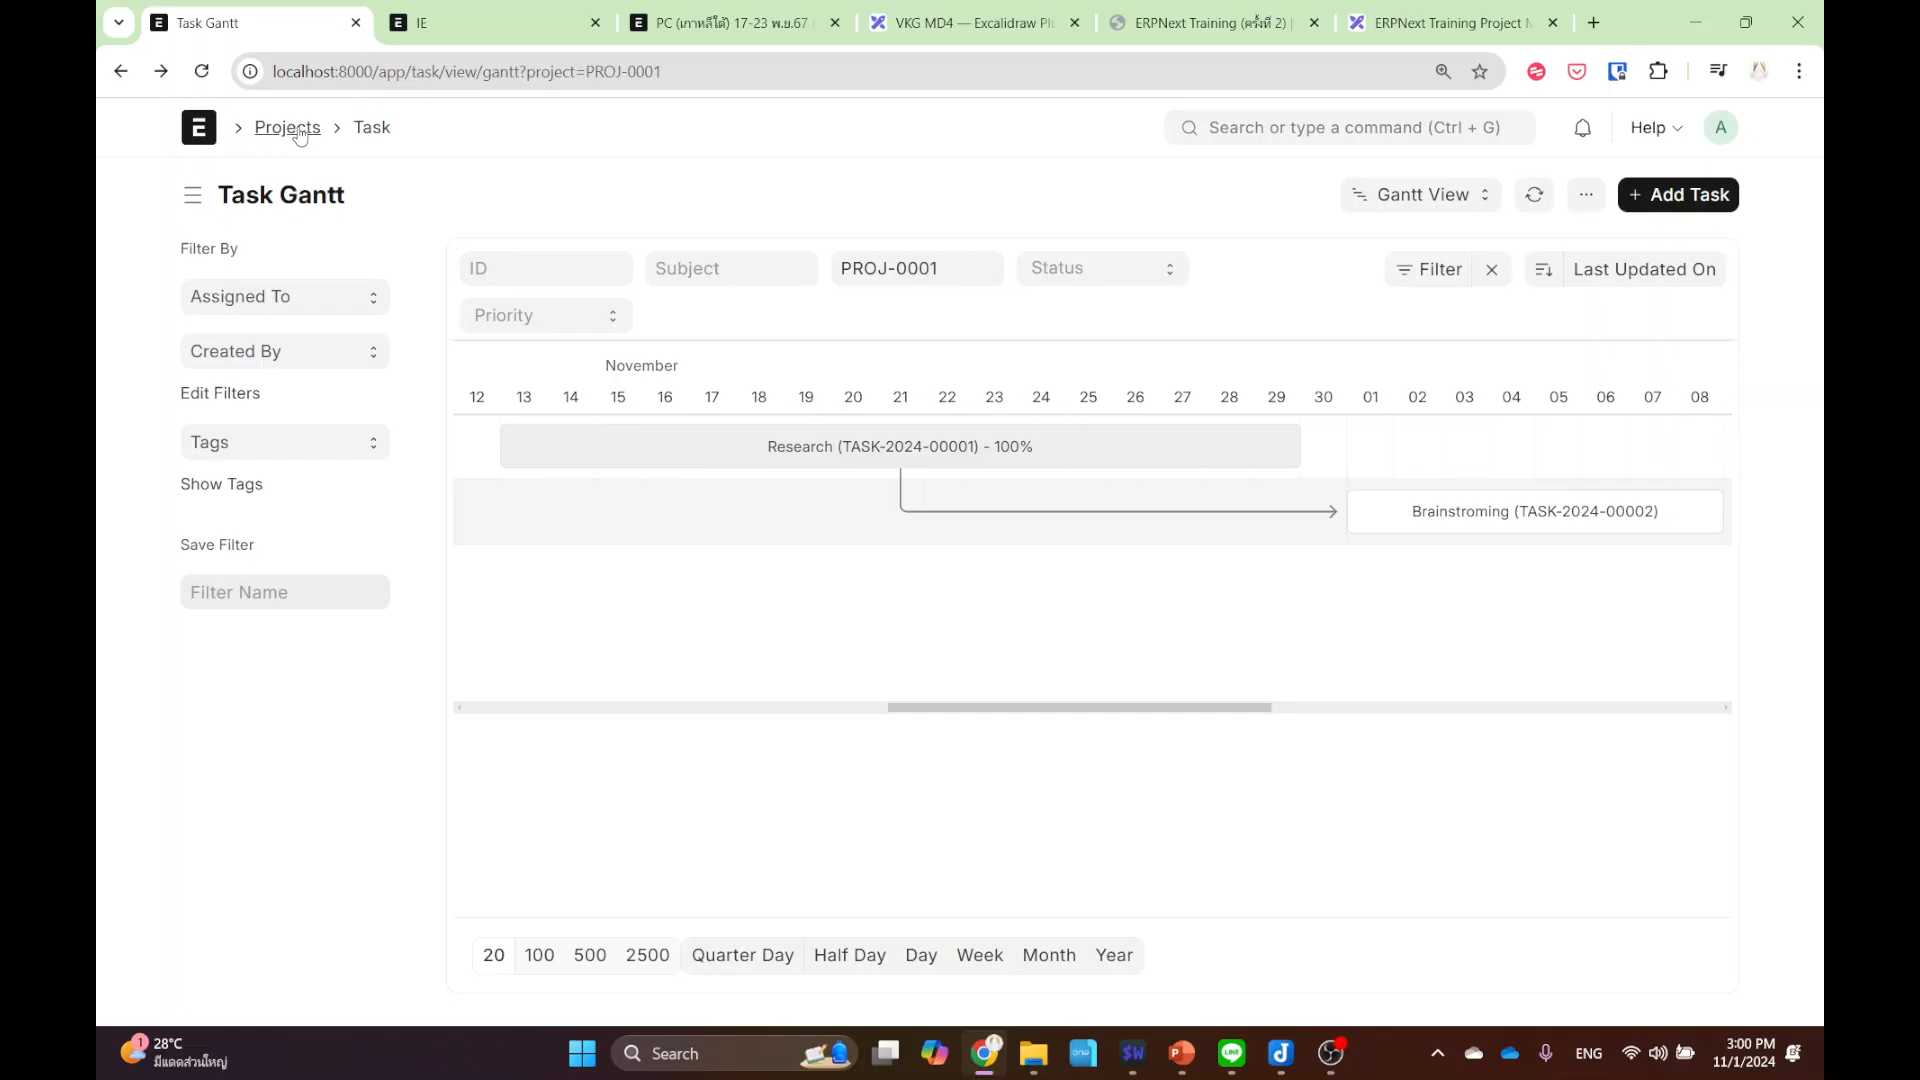 Task Gantt
IE
PC (เกาหลีใต้) 17-23 พ.ย.67
VKG MD4 — Excalidraw Plu
ERPNext Training (ครั้งที่ 2) |
ERPNext Training Project M
localhost:8000/app/task/view/gantt?project=PROJ-0001
E > Projects > Task
Search or type a command (Ctrl + G)
Help
A
Task Gantt
Gantt View
+ Add Task
Filter By
Assigned To
Created By
Edit Filters
Tags
Show Tags
Save Filter
Filter Name
ID
Subject
PROJ-0001
Status
Filter
Last Updated On
Priority
November
12 13 14 15 16 17 18 19 20 21 22 23 24 25 26 27 28 29 30 01 02 03 04 05 06 07 08
Research (TASK-2024-00001) - 100%
Brainstroming (TASK-2024-00002)
20 100 500 2500 Quarter Day Half Day Day Week Month Year
1
28°C
มีแดดส่วนใหญ่
Search
ENG
3:00 PM
11/1/2024